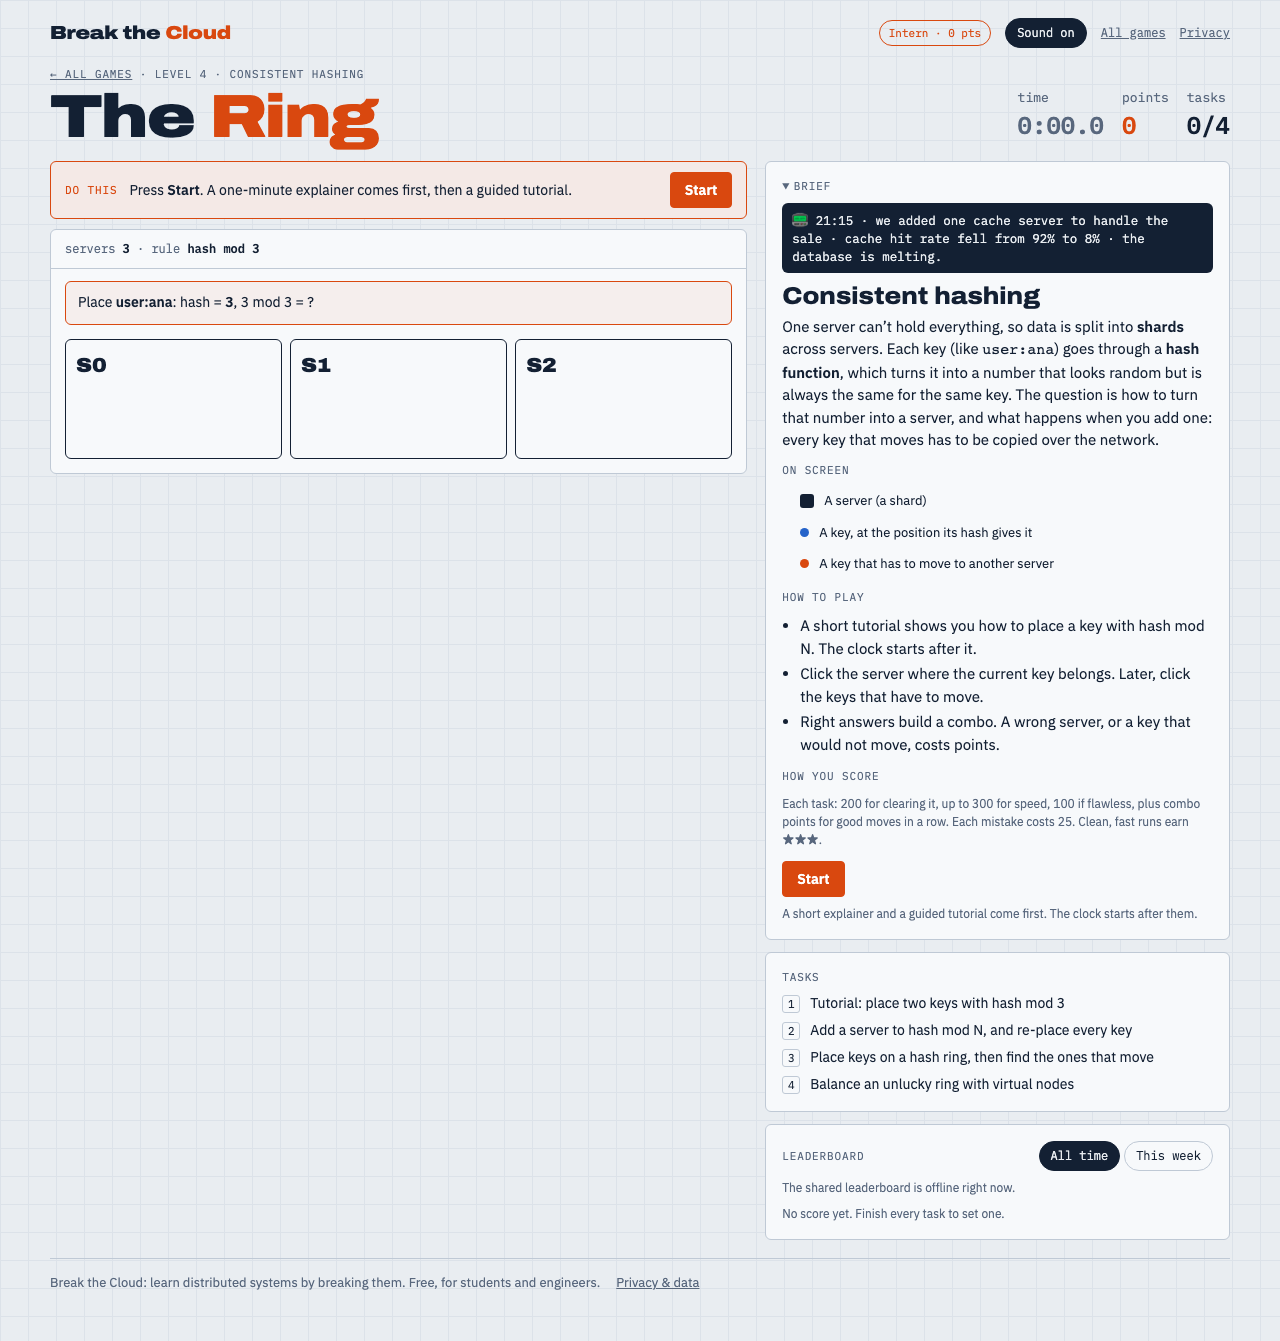 Break the Cloud
Intern · 0 pts
Sound on
All games
Privacy
← ALL GAMES · LEVEL 4 · CONSISTENT HASHING
The Ring
time
0:00.0
points
0
tasks
0/4
DO THIS Press Start. A one-minute explainer comes first, then a guided tutorial.
Start
servers 3 · rule hash mod 3
Place user:ana: hash = 3, 3 mod 3 = ?
S0
S1
S2
▼ BRIEF
21:15 · we added one cache server to handle the
sale · cache hit rate fell from 92% to 8% · the
database is melting.
Consistent hashing
One server can’t hold everything, so data is split into shards
across servers. Each key (like user:ana) goes through a hash
function, which turns it into a number that looks random but is
always the same for the same key. The question is how to turn
that number into a server, and what happens when you add one:
every key that moves has to be copied over the network.
ON SCREEN
A server (a shard)
A key, at the position its hash gives it
A key that has to move to another server
HOW TO PLAY
• A short tutorial shows you how to place a key with hash mod
N. The clock starts after it.
• Click the server where the current key belongs. Later, click
the keys that have to move.
• Right answers build a combo. A wrong server, or a key that
would not move, costs points.
HOW YOU SCORE
Each task: 200 for clearing it, up to 300 for speed, 100 if flawless, plus combo
points for good moves in a row. Each mistake costs 25. Clean, fast runs earn
★★★.
Start
A short explainer and a guided tutorial come first. The clock starts after them.
TASKS
1 Tutorial: place two keys with hash mod 3
2 Add a server to hash mod N, and re-place every key
3 Place keys on a hash ring, then find the ones that move
4 Balance an unlucky ring with virtual nodes
LEADERBOARD
All time
This week
The shared leaderboard is offline right now.
No score yet. Finish every task to set one.
Break the Cloud: learn distributed systems by breaking them. Free, for students and engineers.
Privacy & data